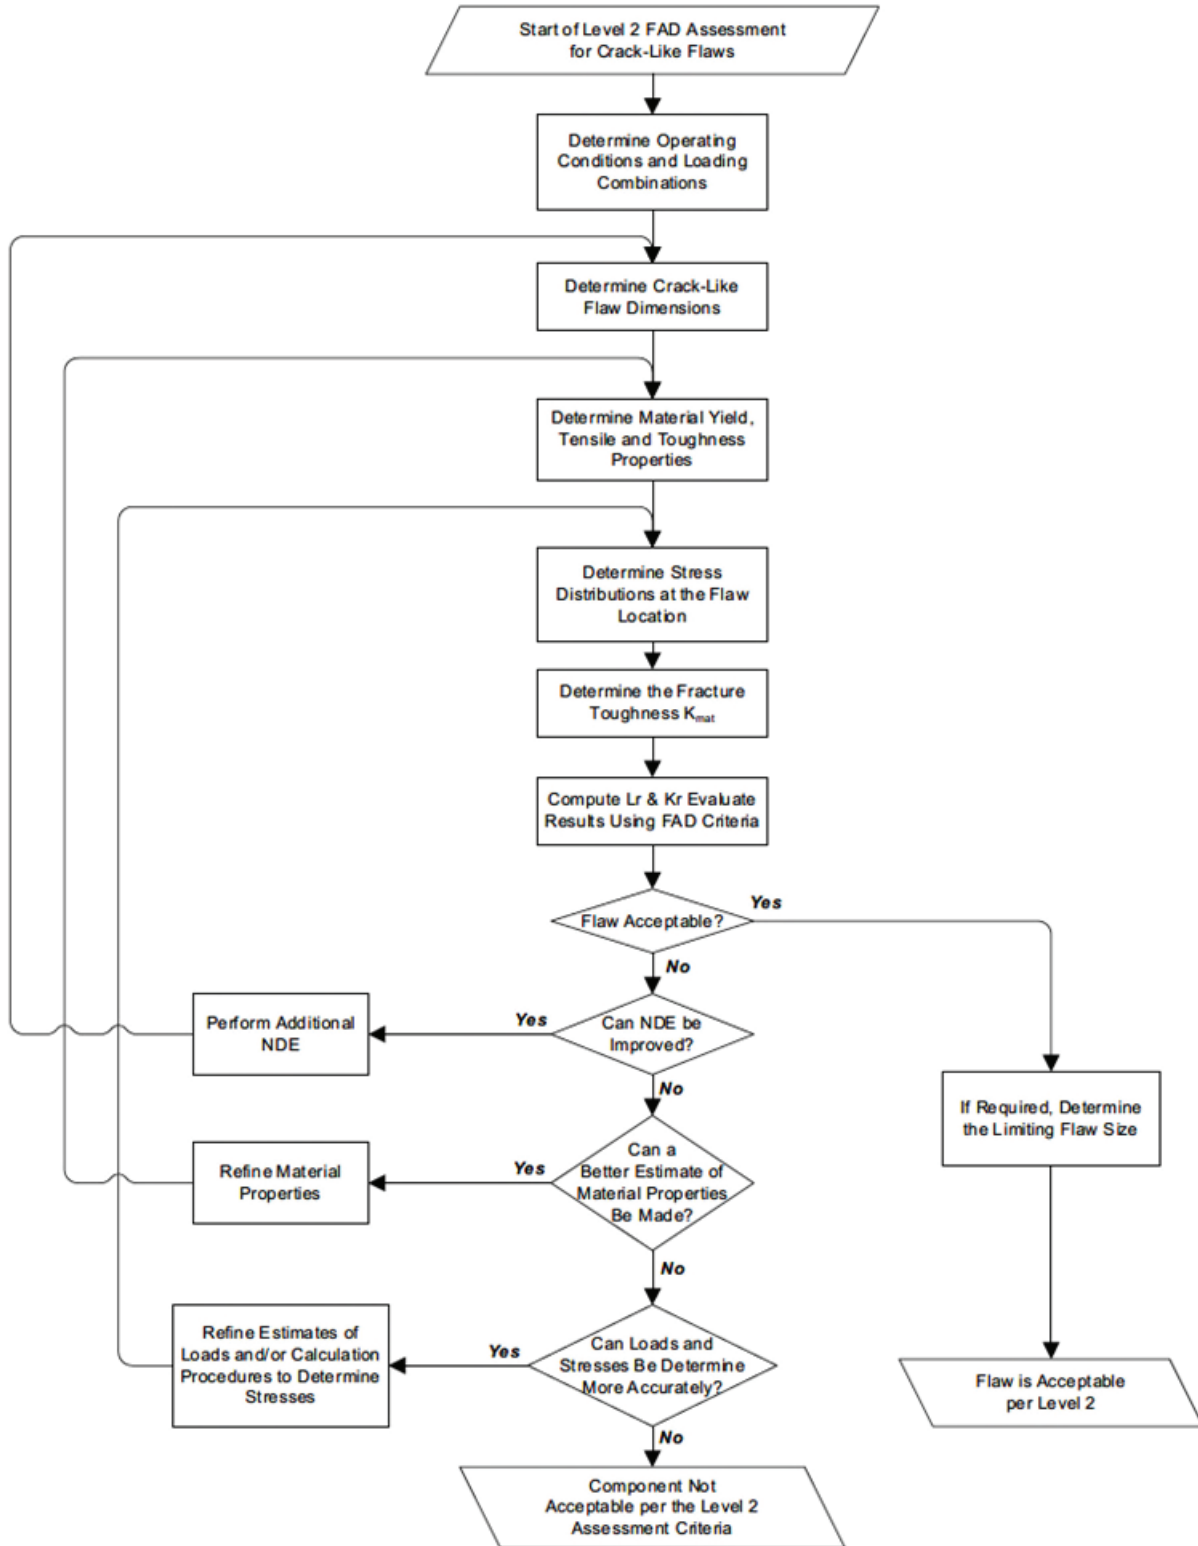 Start of Level 2 FAD Assessment
for Crack-Like Flaws
Determine Operating
Conditions and Loading
Combinations
Determine Crack-Like
Flaw Dimensions
Determine Material Yield,
Tensile and Toughness
Properties
Determine Stress
Distributions at the Flaw
Location
Determine the Fracture
Toughness Kmat
Compute Lr & Kr Evaluate
Results Using FAD Criteria
Flaw Acceptable?
Yes
No
Perform Additional
NDE
Yes
Can NDE be
Improved?
No
If Required, Determine
the Limiting Flaw Size
Refine Material
Properties
Yes
Can a
Better Estimate of
Material Properties
Be Made?
No
Refine Estimates of
Loads and/or Calculation
Procedures to Determine
Stresses
Yes
Can Loads and
Stresses Be Determine
More Accurately?
No
Flaw is Acceptable
per Level 2
Component Not
Acceptable per the Level 2
Assessment Criteria